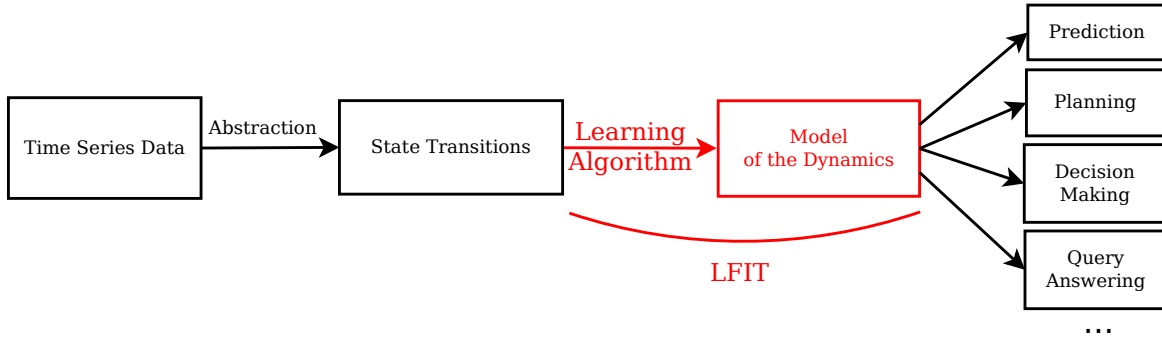 Time Series Data
Abstraction
State Transitions
Learning
Algorithm
Model
of the Dynamics
LFIT
Prediction
Planning
Decision
Making
Query
Answering
...